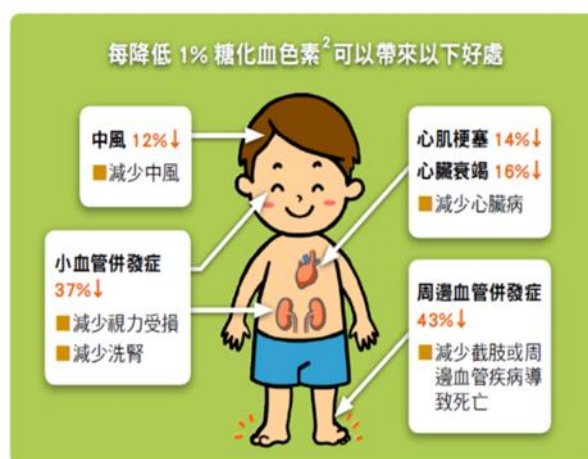 每降低 1% 糖化血色素²可以帶來以下好處
中風 12%↓
■減少中風
心肌梗塞 14%↓
心臟衰竭 16%↓
■減少心臟病
小血管併發症
37%↓
■減少視力受損
■減少洗腎
周邊血管併發症
43%↓
■減少截肢或周
邊血管疾病導
致死亡